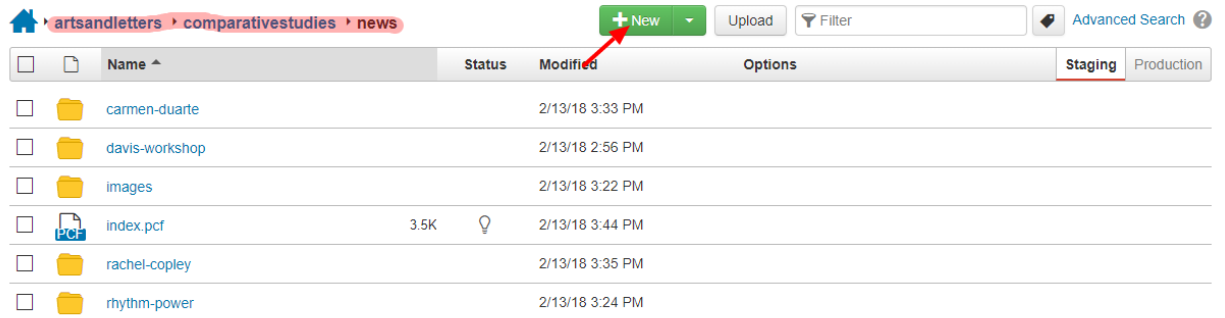 artsandletters comparativestudies news New Upload Filter Advanced Search ?
Name Status Modified Options Staging Production
carmen-duarte 2/13/18 3:33 PM
davis-workshop 2/13/18 2:56 PM
images 2/13/18 3:22 PM
PCF index.pcf 3.5K 2/13/18 3:44 PM
rachel-copley 2/13/18 3:35 PM
rhythm-power 2/13/18 3:24 PM